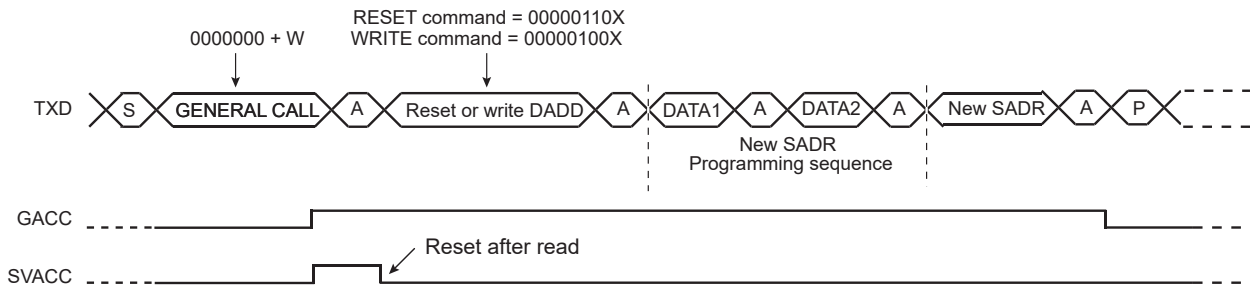 RESET command = 00000110X
0000000 + W WRITE command = 00000100X
TXD S GENERAL CALL A Reset or write DADD A DATA1 A DATA2 A New SADR A P
New SADR
Programming sequence
GACC
Reset after read
SVACC